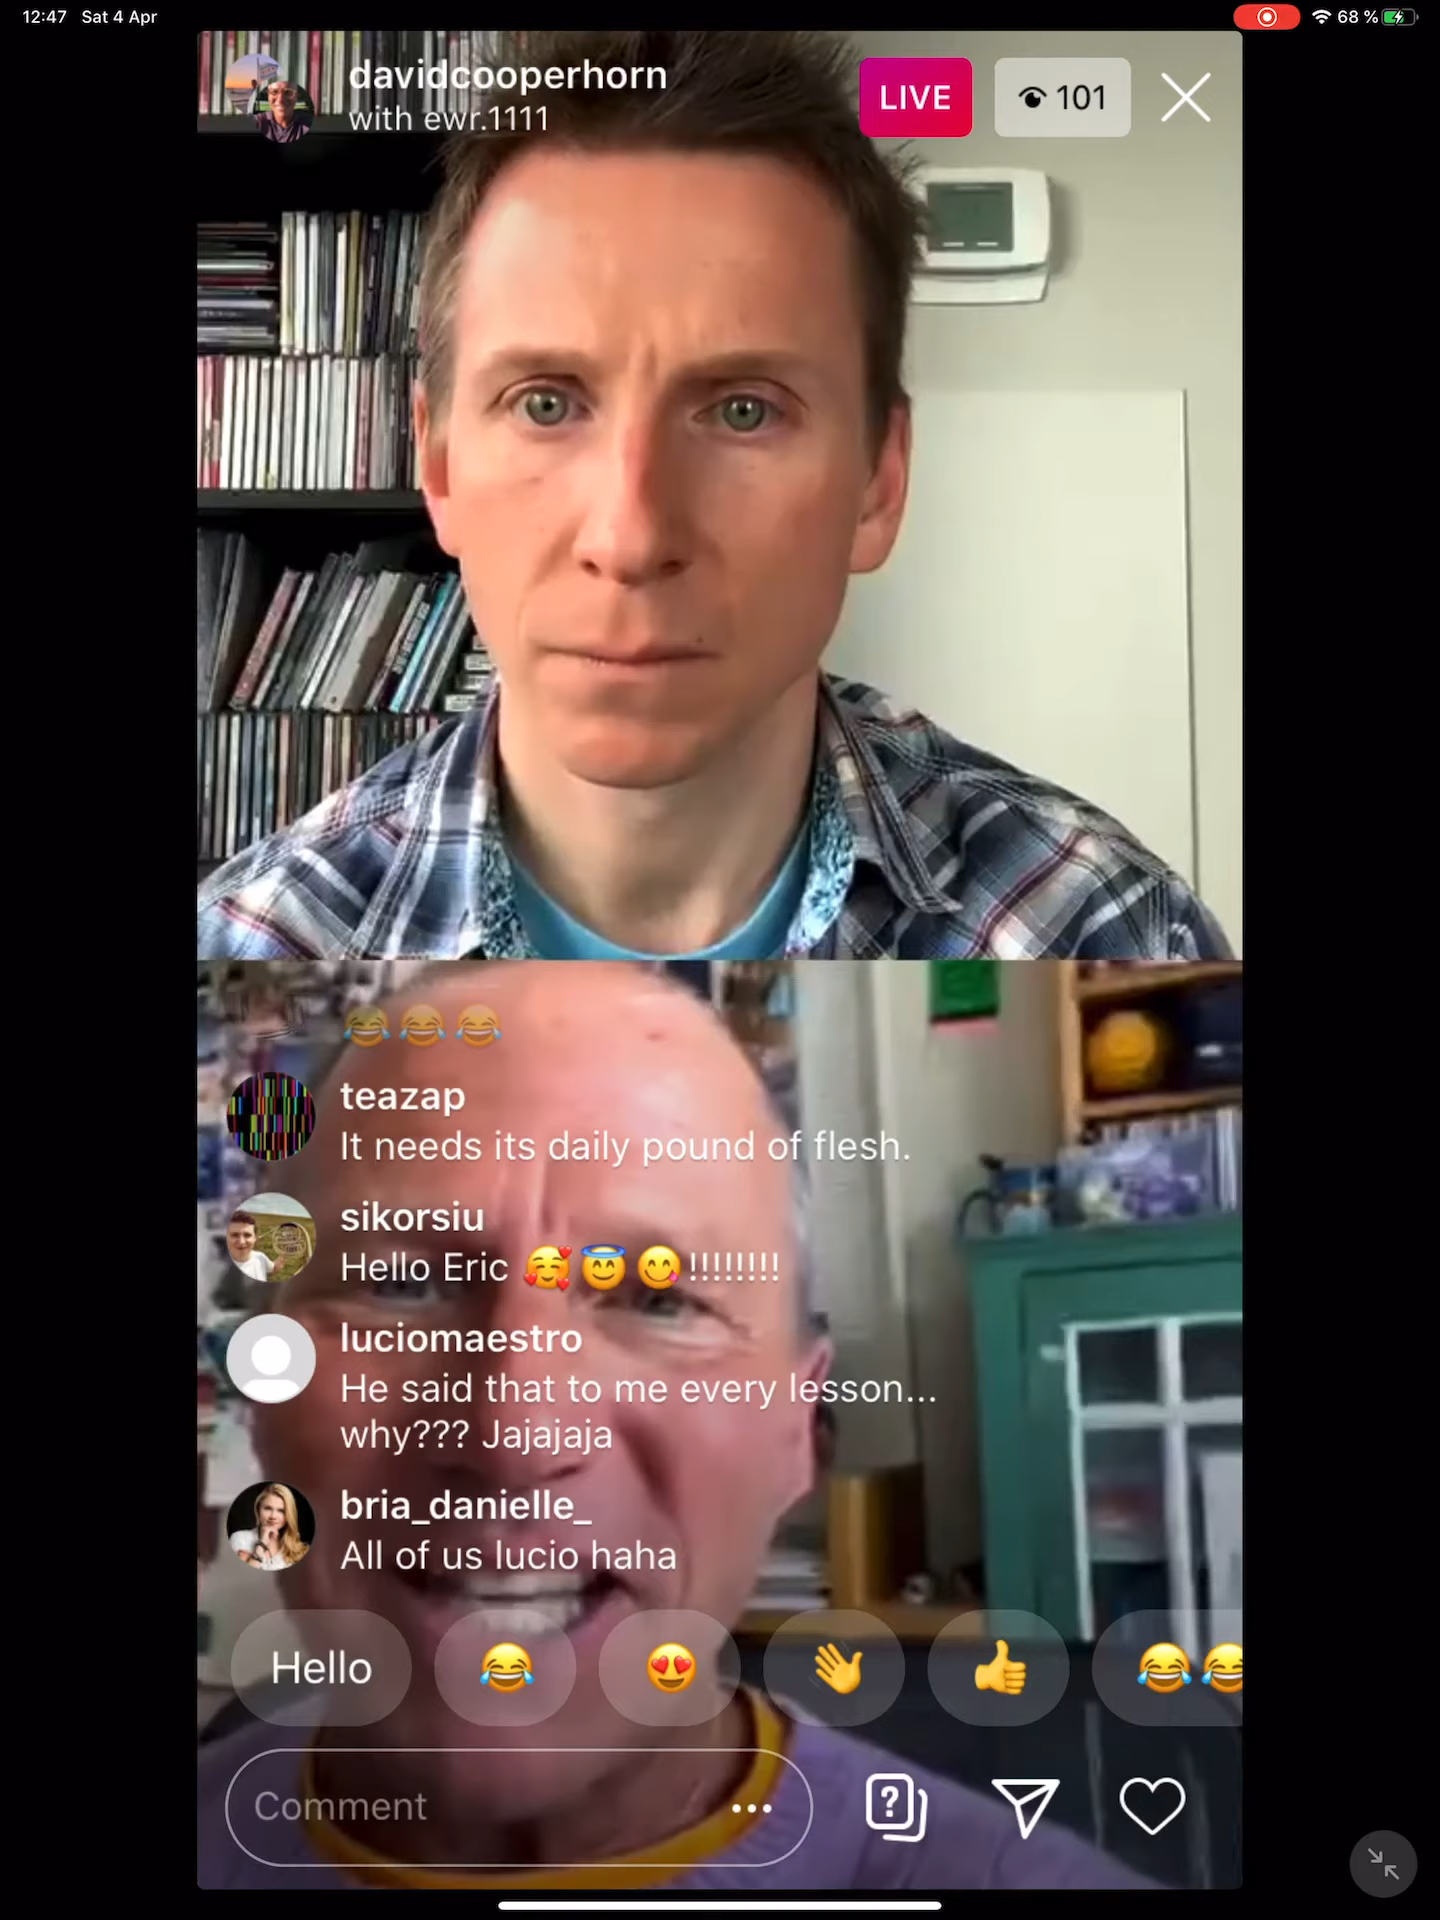 12:47 Sat 4 Apr
68 %
davidcooperhorn
with ewr.1111
LIVE
101
😂😂😂
teazap
It needs its daily pound of flesh.
sikorsiu
Hello Eric 🥰😇😋!!!!!!!!
luciomaestro
He said that to me every lesson...
why??? Jajajaja
bria_danielle_
All of us lucio haha
Hello 😂 😍 👋 👍 😂😂
Comment
?